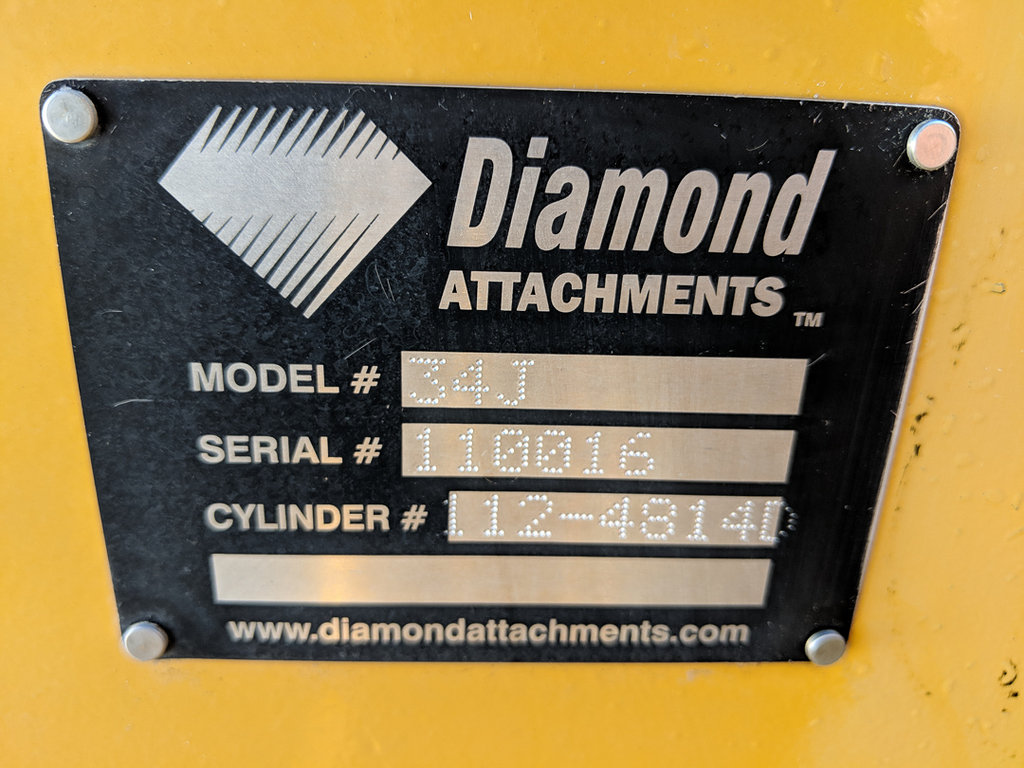 Diamond
ATTACHMENTS
TM
MODEL # 34J
SERIAL # 110016
CYLINDER # 112-4814D
www.diamondattachments.com